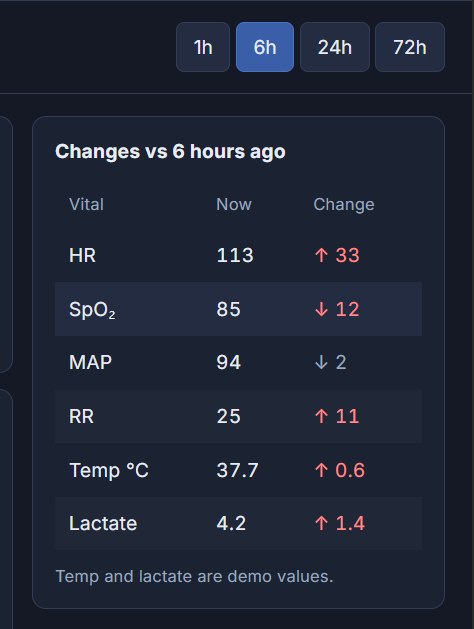 1h 6h 24h 72h
Changes vs 6 hours ago
Vital Now Change
HR 113 ↑ 33
SpO₂ 85 ↓ 12
MAP 94 ↓ 2
RR 25 ↑ 11
Temp °C 37.7 ↑ 0.6
Lactate 4.2 ↑ 1.4
Temp and lactate are demo values.